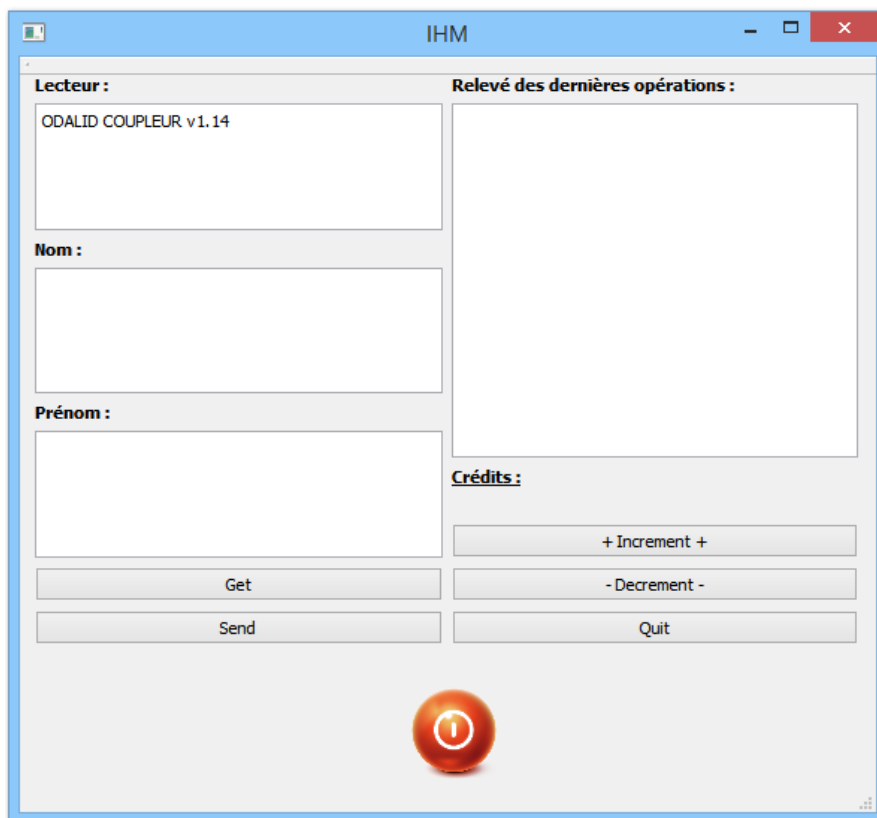 IHM
Lecteur :
ODALID COUPLEUR v1.14
Nom :
Prénom :
Get
Send
Relevé des dernières opérations :
Crédits :
+ Increment +
- Decrement -
Quit